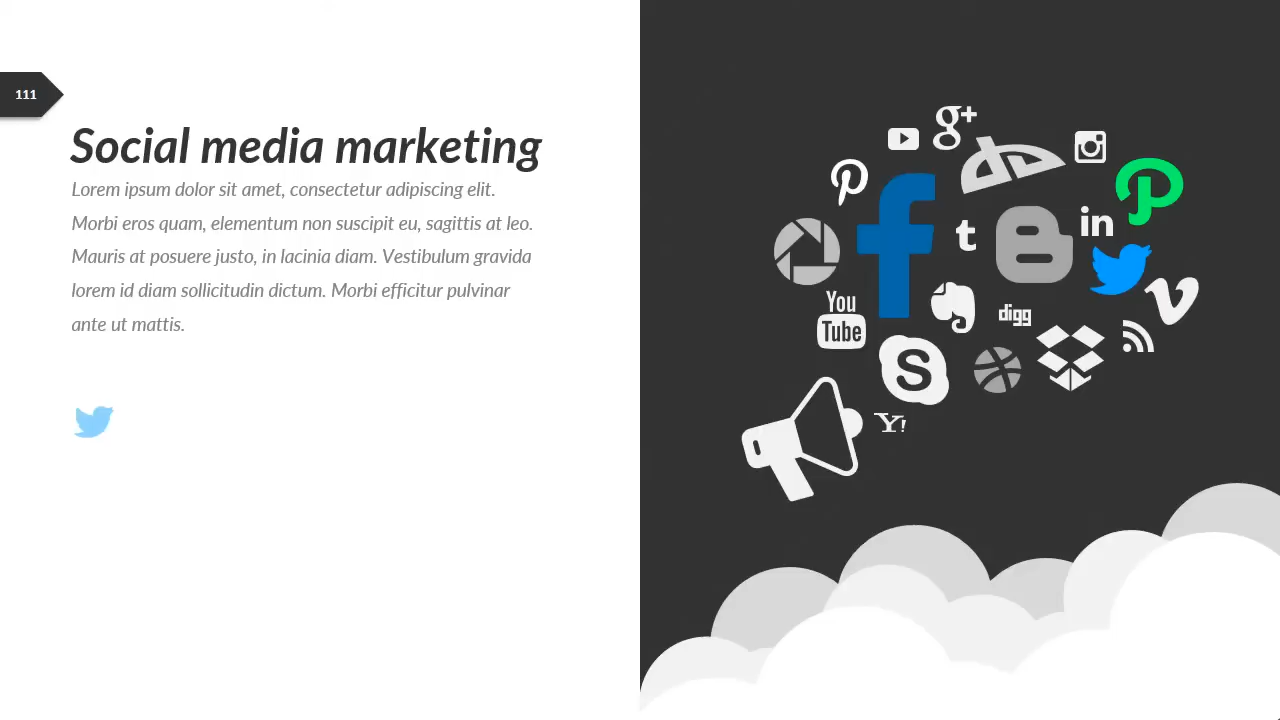 111
Social media marketing
Lorem ipsum dolor sit amet, consectetur adipiscing elit.
Morbi eros quam, elementum non suscipit eu, sagittis at leo.
Mauris at posuere justo, in lacinia diam. Vestibulum gravida
lorem id diam sollicitudin dictum. Morbi efficitur pulvinar
ante ut mattis.
g+
f
t
B
in
You
Tube
digg
S
Y!